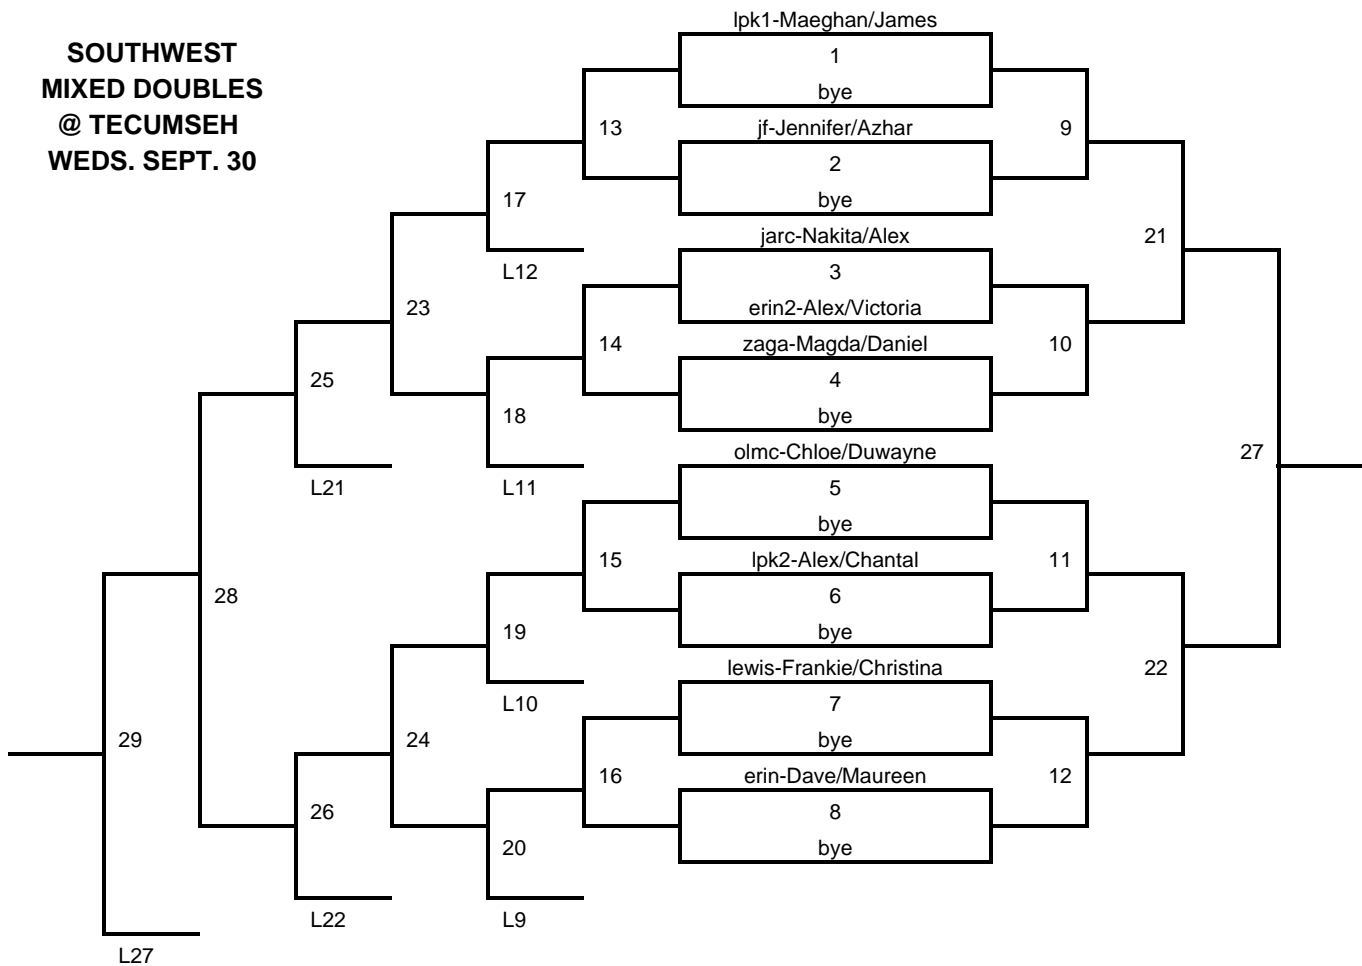 SOUTHWEST
MIXED DOUBLES
@ TECUMSEH
WEDS. SEPT. 30
lpk1-Maeghan/James
1
bye
13
9
jf-Jennifer/Azhar
2
bye
17
jarc-Nakita/Alex
21
L12
3
23
erin2-Alex/Victoria
zaga-Magda/Daniel
14
10
4
25
bye
18
olmc-Chloe/Duwayne
27
L21
L11
5
bye
15
lpk2-Alex/Chantal
11
28
6
bye
19
lewis-Frankie/Christina
22
L10
7
29
24
bye
16
erin-Dave/Maureen
12
26
8
20
bye
L22
L9
L27